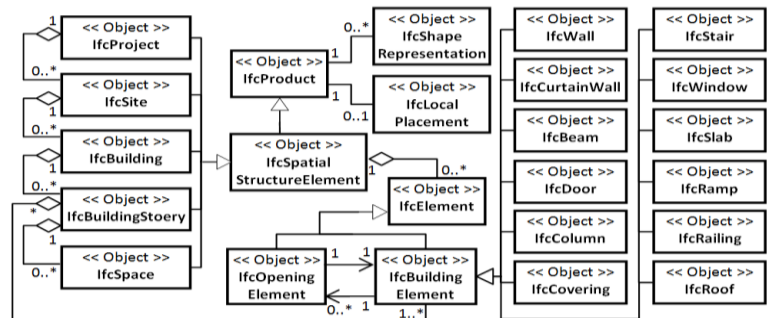 1
<< Object >>
IfcProject
0..*
<< Object >>
IfcSite
1
0..*
<< Object >>
IfcBuilding
1
0..*
*
<< Object >>
IfcBuildingStoery
1
0..*
<< Object >>
IfcSpace
<< Object >>
IfcProduct
1
0..*
<< Object >>
IfcShape
Representation
1
0..1
<< Object >>
IfcLocal
Placement
<< Object >>
IfcSpatial
StructureElement
1
0..*
<< Object >>
IfcElement
<< Object >>
IfcOpening
Element
1
1
0..*
1
<< Object >>
IfcBuilding
Element
1..*
<< Object >>
IfcWall
<< Object >>
IfcCurtainWall
<< Object >>
IfcBeam
<< Object >>
IfcDoor
<< Object >>
IfcColumn
<< Object >>
IfcCovering
<< Object >>
IfcStair
<< Object >>
IfcWindow
<< Object >>
IfcSlab
<< Object >>
IfcRamp
<< Object >>
IfcRailing
<< Object >>
IfcRoof